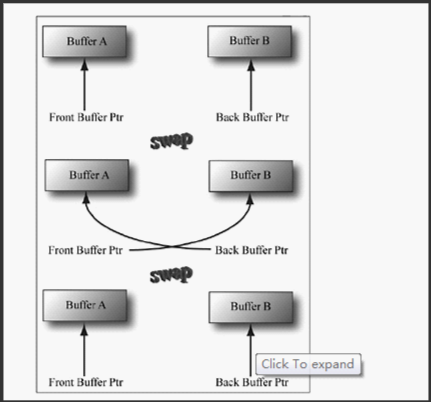 Buffer A Buffer B
Front Buffer Ptr Back Buffer Ptr
swap
Buffer A Buffer B
Front Buffer Ptr Back Buffer Ptr
swap
Buffer A Buffer B
Click To expand
Front Buffer Ptr Back Buffer Ptr